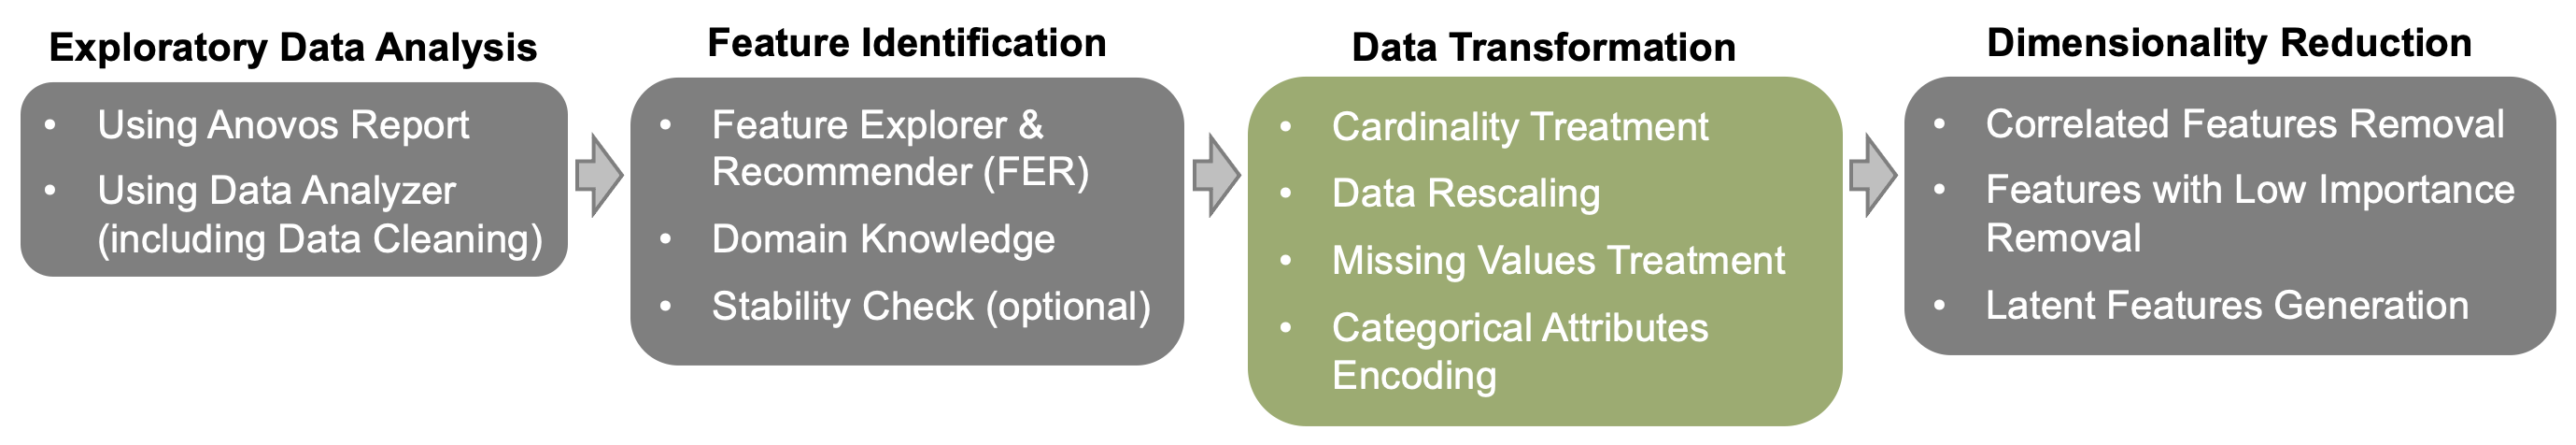 Exploratory Data Analysis
• Using Anovos Report
• Using Data Analyzer
(including Data Cleaning)
Feature Identification
• Feature Explorer &
Recommender (FER)
• Domain Knowledge
• Stability Check (optional)
Data Transformation
• Cardinality Treatment
• Data Rescaling
• Missing Values Treatment
• Categorical Attributes
Encoding
Dimensionality Reduction
• Correlated Features Removal
• Features with Low Importance
Removal
• Latent Features Generation